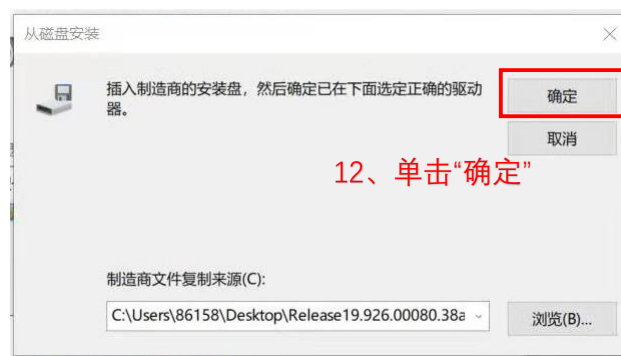 从磁盘安装
插入制造商的安装盘，然后确定已在下面选定正确的驱动
器。
确定
取消
12、单击“确定”
制造商文件复制来源(C):
C:\Users\86158\Desktop\Release19.926.00080.38a
浏览(B)...